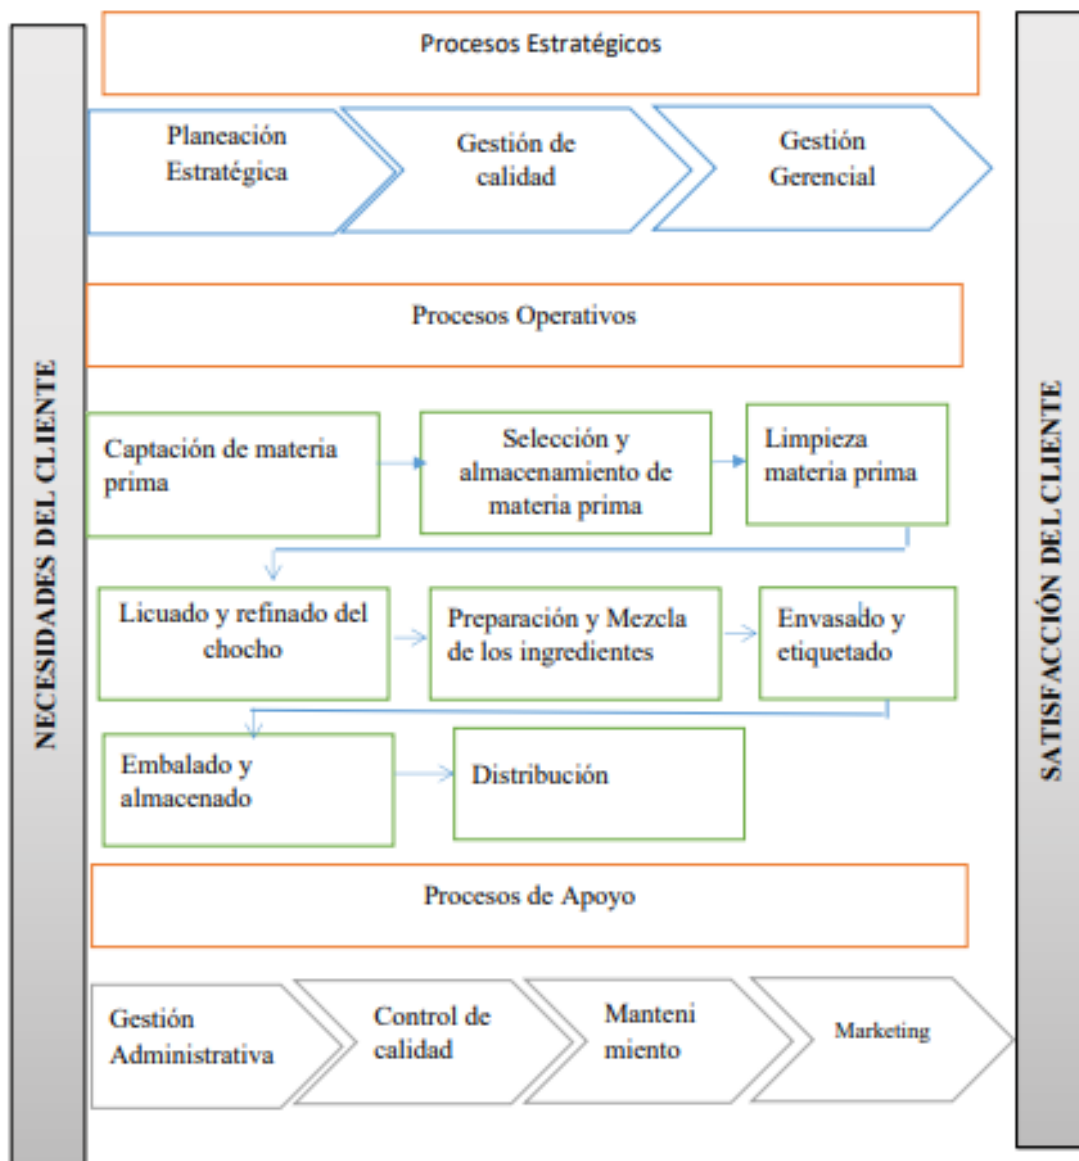 Procesos Estratégicos
Planeación
Estratégica
Gestión de
calidad
Gestión
Gerencial
Procesos Operativos
NECESIDADES DEL CLIENTE
SATISFACCIÓN DEL CLIENTE
Captación de materia
prima
Selección y
almacenamiento de
materia prima
Limpieza
materia prima
Licuado y refinado del
chocho
Preparación y Mezcla
de los ingredientes
Envasado y
etiquetado
Embalado y
almacenado
Distribución
Procesos de Apoyo
Gestión
Administrativa
Control de
calidad
Manteni
miento
Marketing